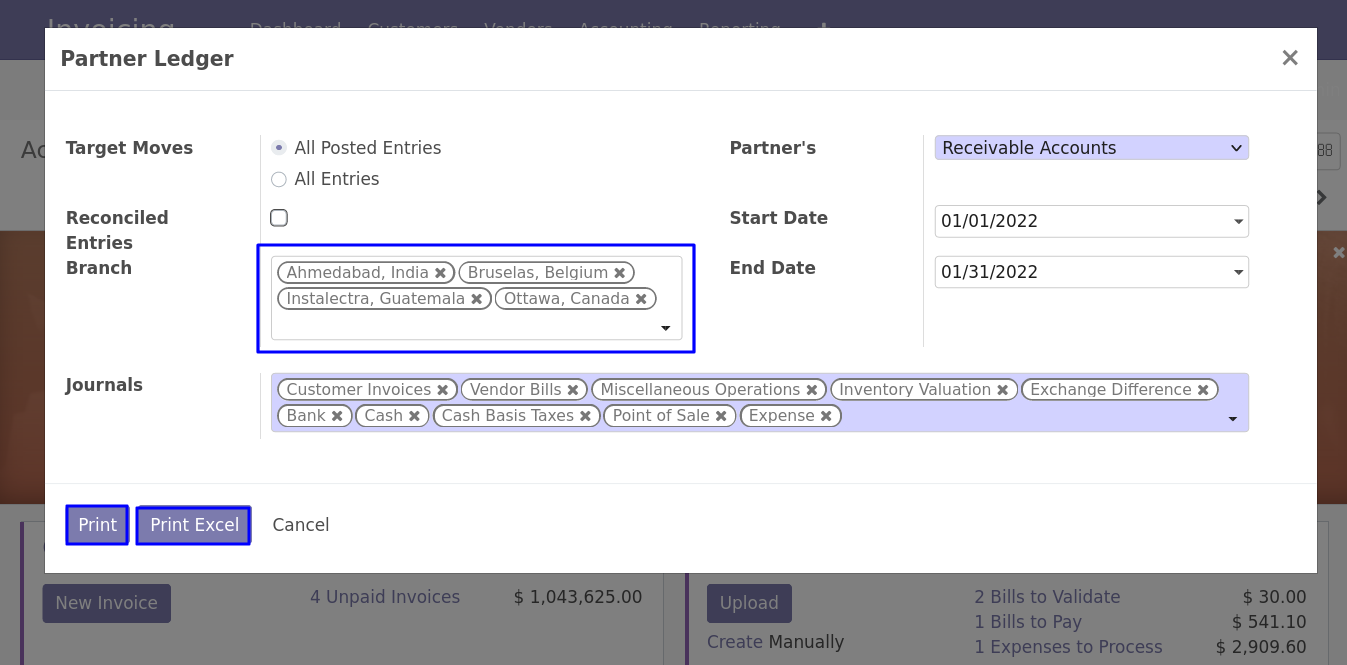 Invoicing Dashboard Customers Vendors Accounting Reporting
Partner Ledger
Target Moves
All Posted Entries
All Entries
Partner's
Receivable Accounts
Reconciled
Entries
Start Date
01/01/2022
Branch
Ahmedabad, India Bruselas, Belgium
Instalectra, Guatemala Ottawa, Canada
End Date
01/31/2022
Journals
Customer Invoices Vendor Bills Miscellaneous Operations Inventory Valuation Exchange Difference
Bank Cash Cash Basis Taxes Point of Sale Expense
Print Print Excel Cancel
New Invoice
4 Unpaid Invoices $ 1,043,625.00
Upload
Create Manually
2 Bills to Validate $ 30.00
1 Bills to Pay $ 541.10
1 Expenses to Process $ 2,909.60